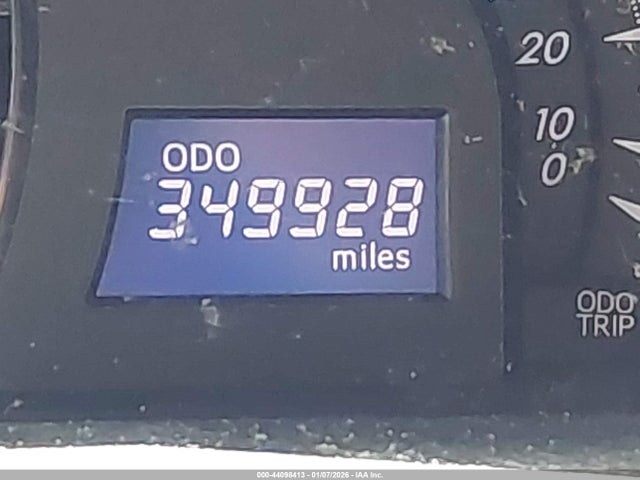 20
10
0
ODO
349928
miles
ODO
TRIP
000-44098413 - 01/07/2026 - IAA Inc.